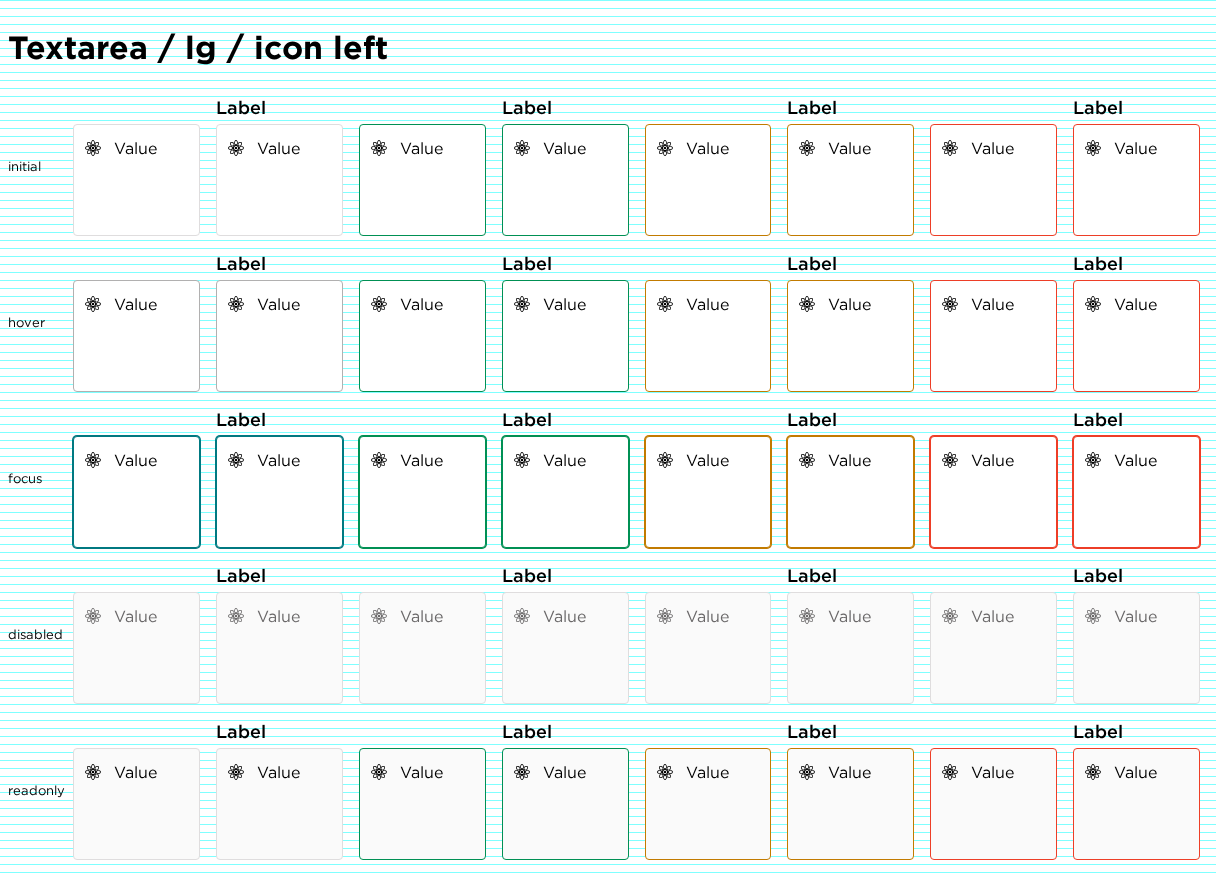 Textarea / lg / icon left
Label Label Label Label
initial Value Value Value Value Value Value Value Value
Label Label Label Label
hover Value Value Value Value Value Value Value Value
Label Label Label Label
focus Value Value Value Value Value Value Value Value
Label Label Label Label
disabled Value Value Value Value Value Value Value Value
Label Label Label Label
readonly Value Value Value Value Value Value Value Value